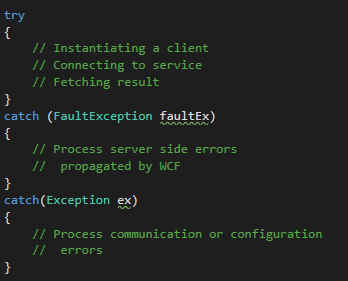 try
{
    // Instantiating a client
    // Connecting to service
    // Fetching result
}
catch (FaultException faultEx)
{
    // Process server side errors
    //  propagated by WCF
}
catch(Exception ex)
{
    // Process communication or configuration
    //  errors
}